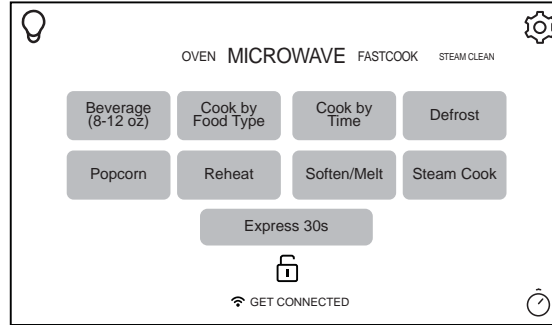 OVEN MICROWAVE FASTCOOK STEAM CLEAN
Beverage
(8-12 oz)
Cook by
Food Type
Cook by
Time
Defrost
Popcorn
Reheat
Soften/Melt
Steam Cook
Express 30s
GET CONNECTED